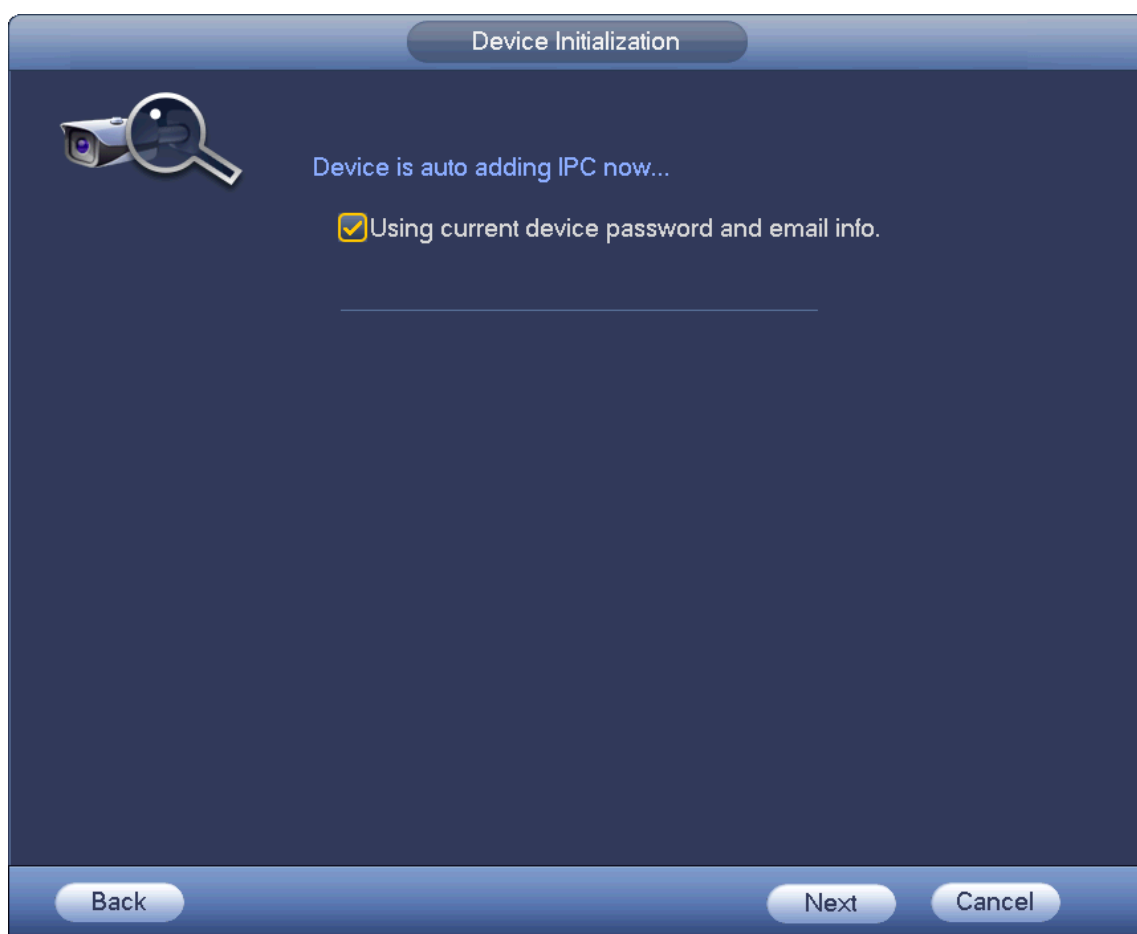 Device Initialization
Device is auto adding IPC now...
Using current device password and email info.
Back
Next
Cancel